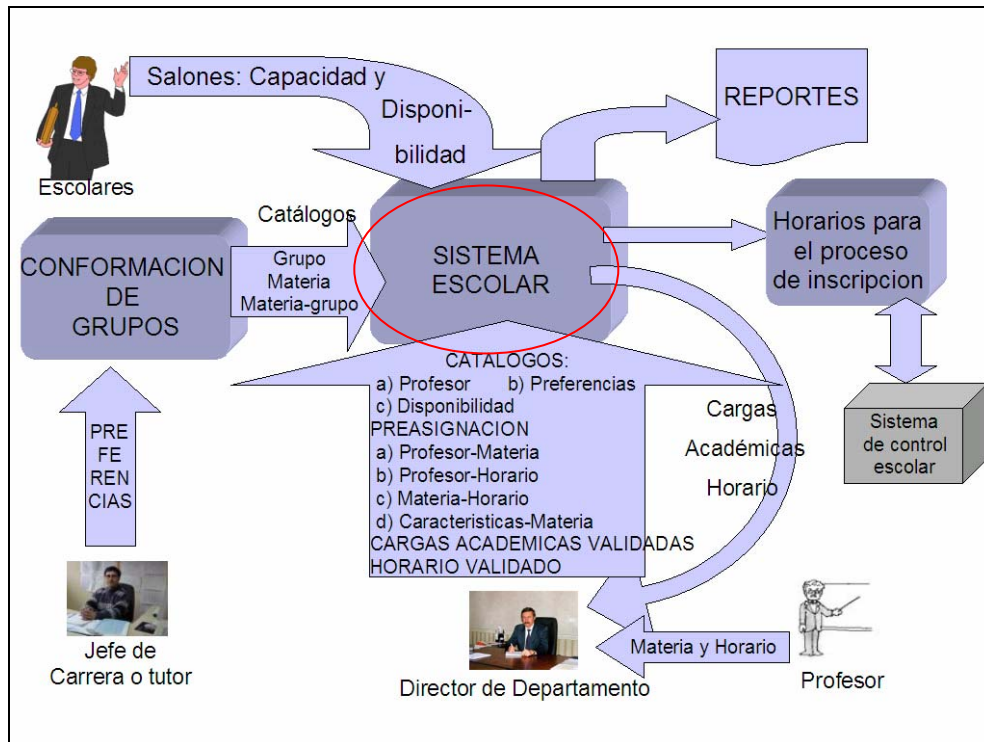 Salones: Capacidad y
Disponi-
bilidad
REPORTES
Escolares
Catálogos
CONFORMACION
DE
GRUPOS
Grupo
Materia
Materia-grupo
SISTEMA
ESCOLAR
Horarios para
el proceso
de inscripcion
CATALOGOS:
a) Profesor b) Preferencias
c) Disponibilidad
PREASIGNACION
a) Profesor-Materia
b) Profesor-Horario
c) Materia-Horario
d) Caracteristicas-Materia
CARGAS ACADEMICAS VALIDADAS
HORARIO VALIDADO
Cargas
Académicas
Horario
Sistema
de control
escolar
PRE
FE
REN
CIAS
Jefe de
Carrera o tutor
Director de Departamento
Materia y Horario
Profesor